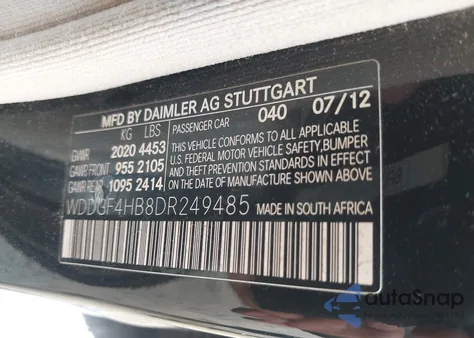 MFD BY DAIMLER AG STUTTGART
KG LBS PASSENGER CAR 040 07/12
GVWR 2020 4453
GAWR FRONT 955 2105
GAWR REAR 1095 2414
THIS VEHICLE CONFORMS TO ALL APPLICABLE
U.S. FEDERAL MOTOR VEHICLE SAFETY, BUMPER
AND THEFT PREVENTION STANDARDS IN EFFECT
ON THE DATE OF MANUFACTURE SHOWN ABOVE.
WDDGF4HB8DR249485 MADE IN SOUTH AFRICA
autoSnap